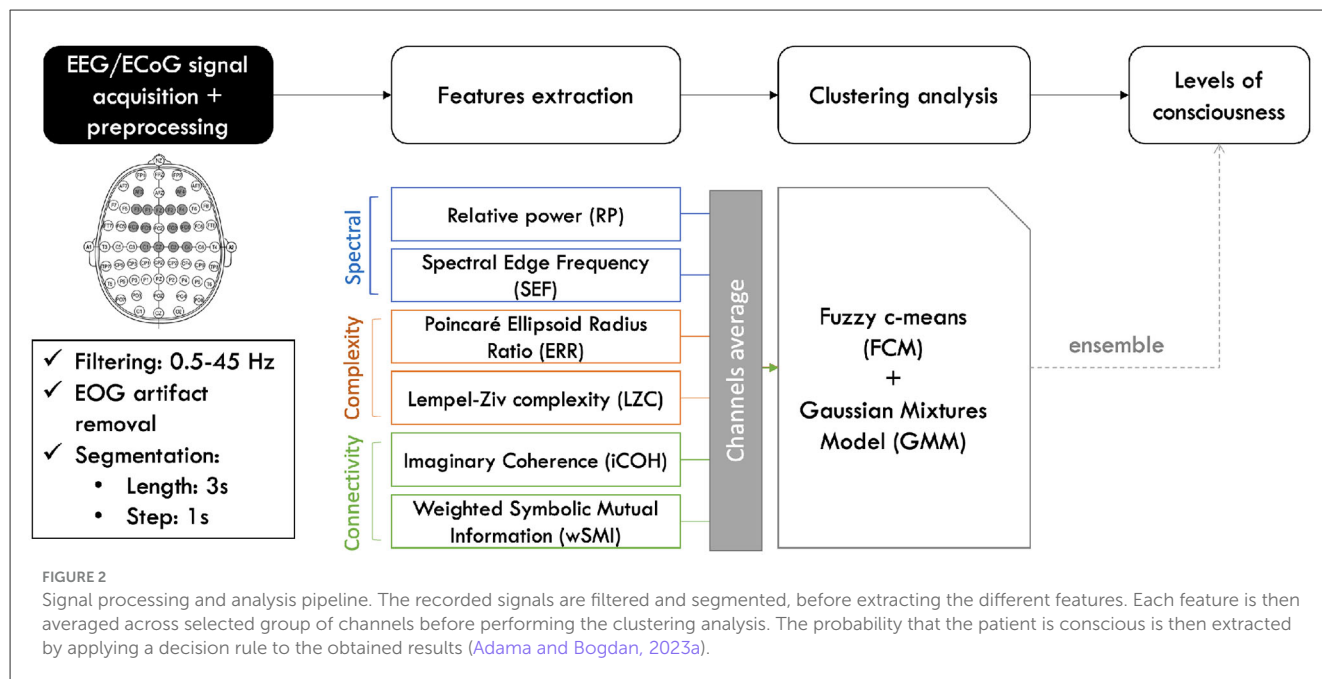 EEG/ECoG signal
acquisition +
preprocessing
Features extraction
Clustering analysis
Levels of
consciousness
✓ Filtering: 0.5-45 Hz
✓ EOG artifact
removal
✓ Segmentation:
• Length: 3s
• Step: 1s
Spectral
Relative power (RP)
Spectral Edge Frequency
(SEF)
Complexity
Poincaré Ellipsoid Radius
Ratio (ERR)
Lempel-Ziv complexity (LZC)
Connectivity
Imaginary Coherence (iCOH)
Weighted Symbolic Mutual
Information (wSMI)
Channels average
Fuzzy c-means
(FCM)
+
Gaussian Mixtures
Model (GMM)
ensemble
FIGURE 2
Signal processing and analysis pipeline. The recorded signals are filtered and segmented, before extracting the different features. Each feature is then
averaged across selected group of channels before performing the clustering analysis. The probability that the patient is conscious is then extracted
by applying a decision rule to the obtained results (Adama and Bogdan, 2023a).